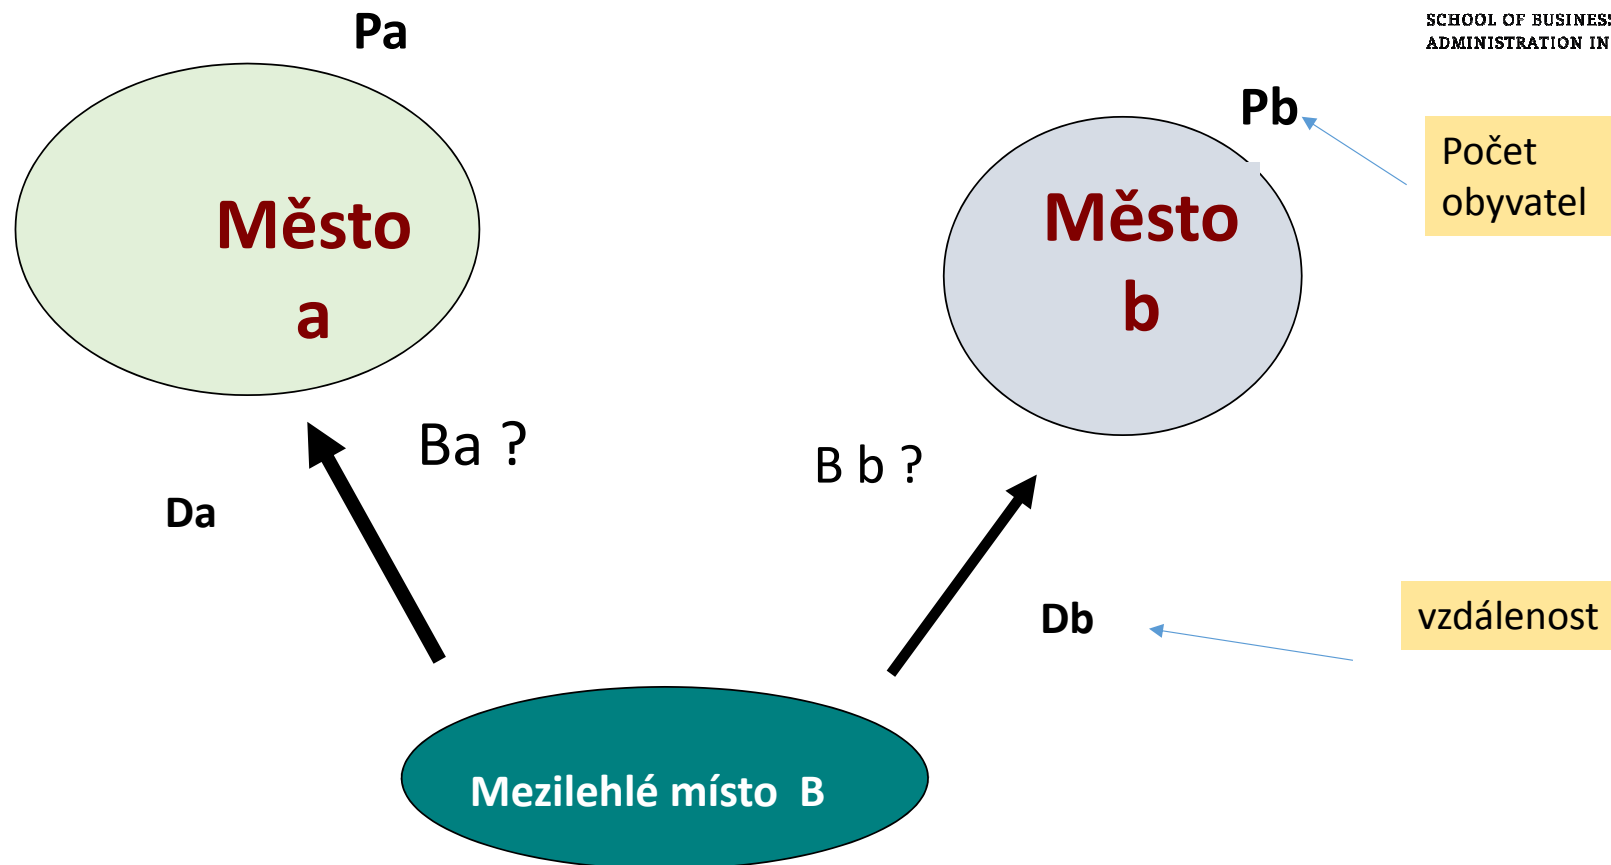 SCHOOL OF BUSINESS
ADMINISTRATION IN
Pa
Pb
Počet
obyvatel
Město
a
Město
b
Ba ?
B b ?
Da
Db
vzdálenost
Mezilehlé místo B